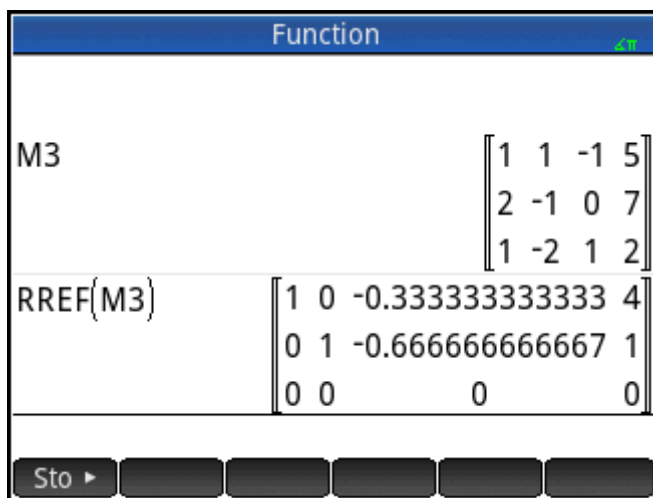 Function
∡π
M3
[1 1 -1 5]
[2 -1 0 7]
[1 -2 1 2]
RREF(M3)
[1 0 -0.333333333333 4]
[0 1 -0.666666666667 1]
[0 0 0 0]
Sto ▸